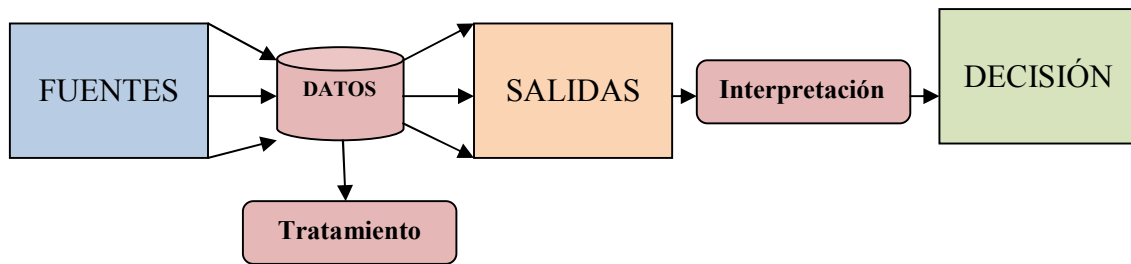 FUENTES
DATOS
SALIDAS
Interpretación
DECISIÓN
Tratamiento